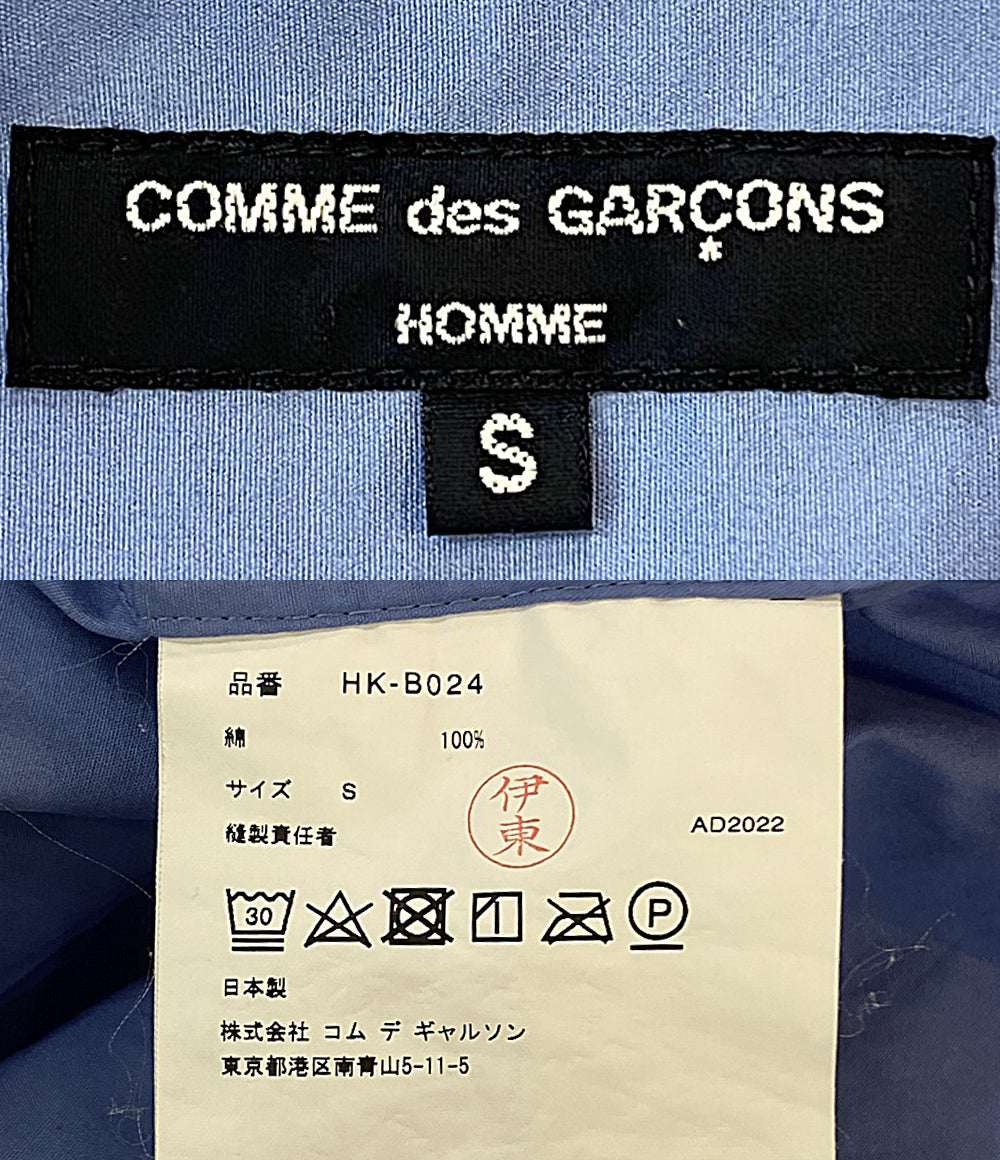 COMME des GARÇONS
HOMME
S
品番 HK-B024
綿 100%
サイズ S
縫製責任者 伊東 AD2022
30 P
日本製
株式会社 コム デ ギャルソン
東京都港区南青山5-11-5